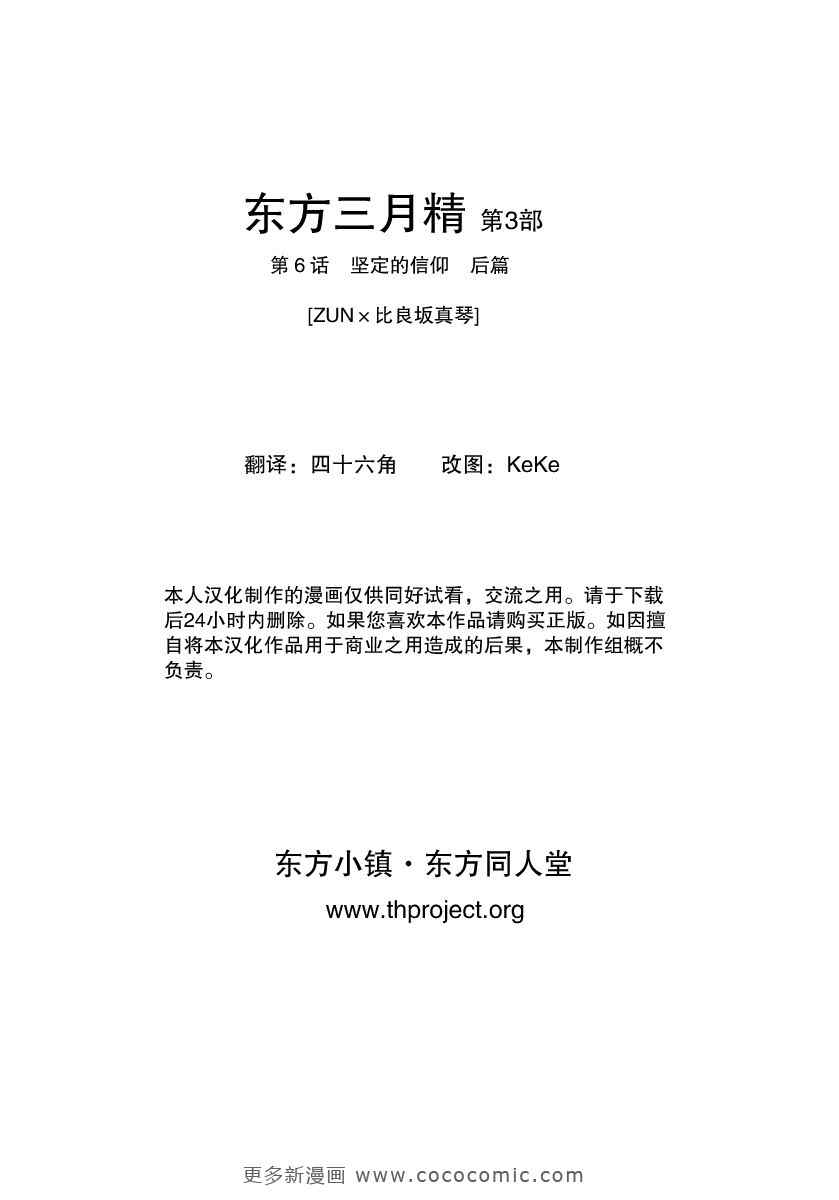 东方三月精 第3部
第6话 坚定的信仰 后篇
[ZUN×比良坂真琴]
翻译：四十六角 改图：KeKe
本人汉化制作的漫画仅供同好试看，交流之用。请于下载
后24小时内删除。如果您喜欢本作品请购买正版。如因擅
自将本汉化作品用于商业之用造成的后果，本制作组概不
负责。
东方小镇·东方同人堂
www.thproject.org
更多新漫画 www.cococomic.com